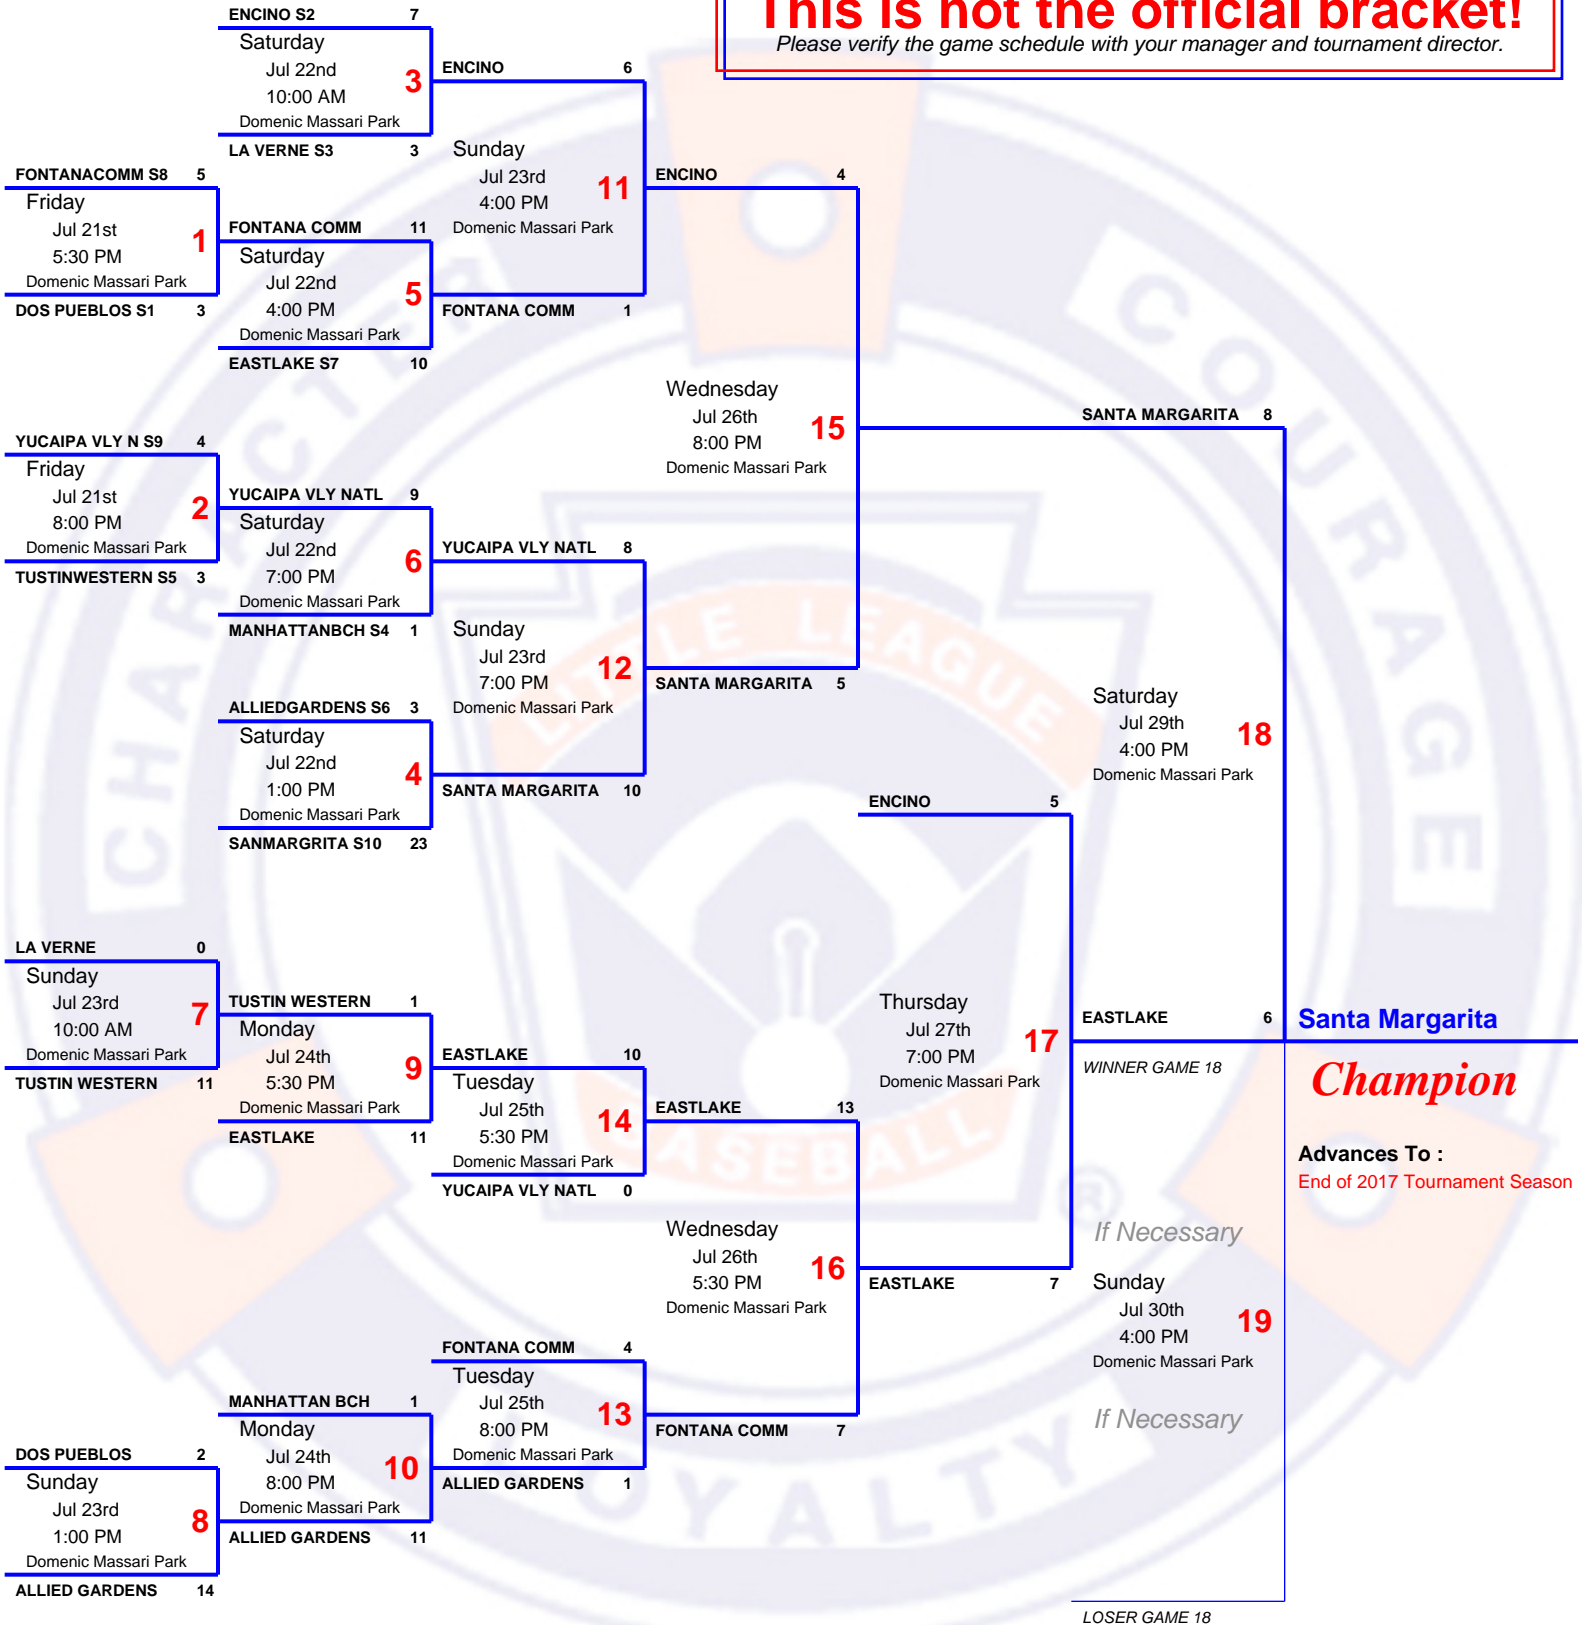 This is not the official bracket!
Please verify the game schedule with your manager and tournament director.
ENCINO S2 7
Saturday
Jul 22nd
10:00 AM
3
Domenic Massari Park
LA VERNE S3 3
FONTANACOMM S8 5
Friday
Jul 21st
5:30 PM
1
Domenic Massari Park
DOS PUEBLOS S1 3
FONTANA COMM 11
Saturday
Jul 22nd
4:00 PM
5
Domenic Massari Park
EASTLAKE S7 10
ENCINO 6
Sunday
Jul 23rd
4:00 PM
11
Domenic Massari Park
FONTANA COMM 1
YUCAIPA VLY N S9 4
Friday
Jul 21st
8:00 PM
2
Domenic Massari Park
TUSTINWESTERN S5 3
YUCAIPA VLY NATL 9
Saturday
Jul 22nd
7:00 PM
6
Domenic Massari Park
MANHATTANBCH S4 1
ALLIEDGARDENS S6 3
Saturday
Jul 22nd
1:00 PM
4
Domenic Massari Park
SANMARGRITA S10 23
YUCAIPA VLY NATL 8
Sunday
Jul 23rd
7:00 PM
12
Domenic Massari Park
SANTA MARGARITA 10
ENCINO 4
Wednesday
Jul 26th
8:00 PM
15
Domenic Massari Park
SANTA MARGARITA 5
LA VERNE 0
Sunday
Jul 23rd
10:00 AM
7
Domenic Massari Park
TUSTIN WESTERN 11
TUSTIN WESTERN 1
Monday
Jul 24th
5:30 PM
9
Domenic Massari Park
EASTLAKE 11
EASTLAKE 10
Tuesday
Jul 25th
5:30 PM
14
Domenic Massari Park
YUCAIPA VLY NATL 0
DOS PUEBLOS 2
Sunday
Jul 23rd
1:00 PM
8
Domenic Massari Park
ALLIED GARDENS 14
MANHATTAN BCH 1
Monday
Jul 24th
8:00 PM
10
Domenic Massari Park
ALLIED GARDENS 11
FONTANA COMM 4
Tuesday
Jul 25th
8:00 PM
13
Domenic Massari Park
ALLIED GARDENS 1
EASTLAKE 13
Wednesday
Jul 26th
5:30 PM
16
Domenic Massari Park
FONTANA COMM 7
ENCINO 5
Thursday
Jul 27th
7:00 PM
17
Domenic Massari Park
EASTLAKE 7
SANTA MARGARITA 8
Saturday
Jul 29th
4:00 PM
18
Domenic Massari Park
EASTLAKE 6
WINNER GAME 18
If Necessary
Sunday
Jul 30th
4:00 PM
19
Domenic Massari Park
If Necessary
LOSER GAME 18
Santa Margarita
Champion
Advances To :
End of 2017 Tournament Season
CHARACTER
COURAGE
LOYALTY
LITTLE LEAGUE
BASEBALL
®